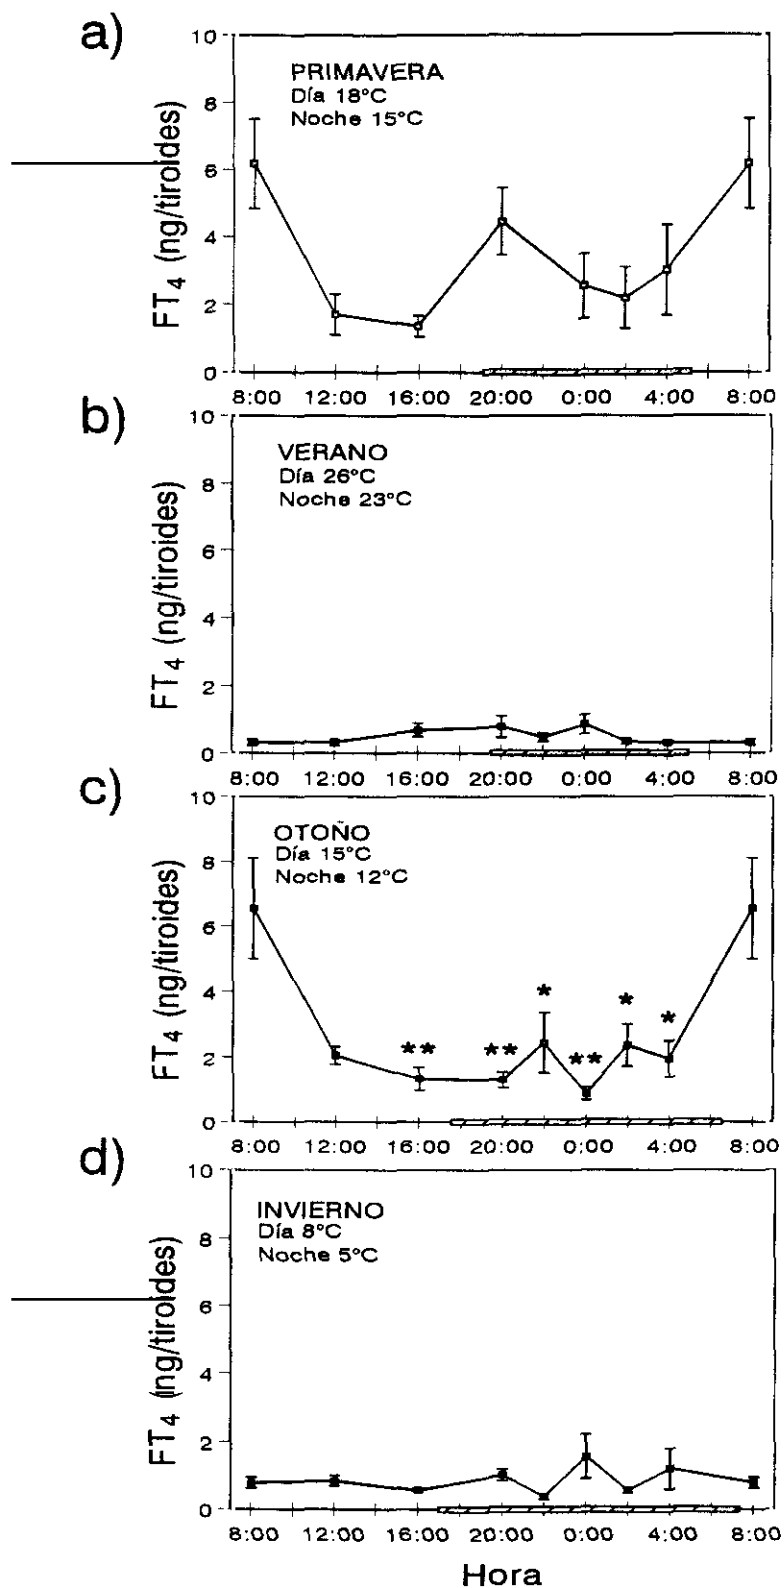 a)
PRIMAVERA
Día 18°C
Noche 15°C
FT4 (ng/tiroides)
10
8
6
4
2
0
8:00 12:00 16:00 20:00 0:00 4:00 8:00
b)
VERANO
Día 26°C
Noche 23°C
FT4 (ng/tiroides)
10
8
6
4
2
0
8:00 12:00 16:00 20:00 0:00 4:00 8:00
c)
OTOÑO
Día 15°C
Noche 12°C
FT4 (ng/tiroides)
10
8
6
4
2
0
** ** * ** * *
8:00 12:00 16:00 20:00 0:00 4:00 8:00
d)
INVIERNO
Día 8°C
Noche 5°C
FT4 (ng/tiroides)
10
8
6
4
2
0
8:00 12:00 16:00 20:00 0:00 4:00 8:00
Hora